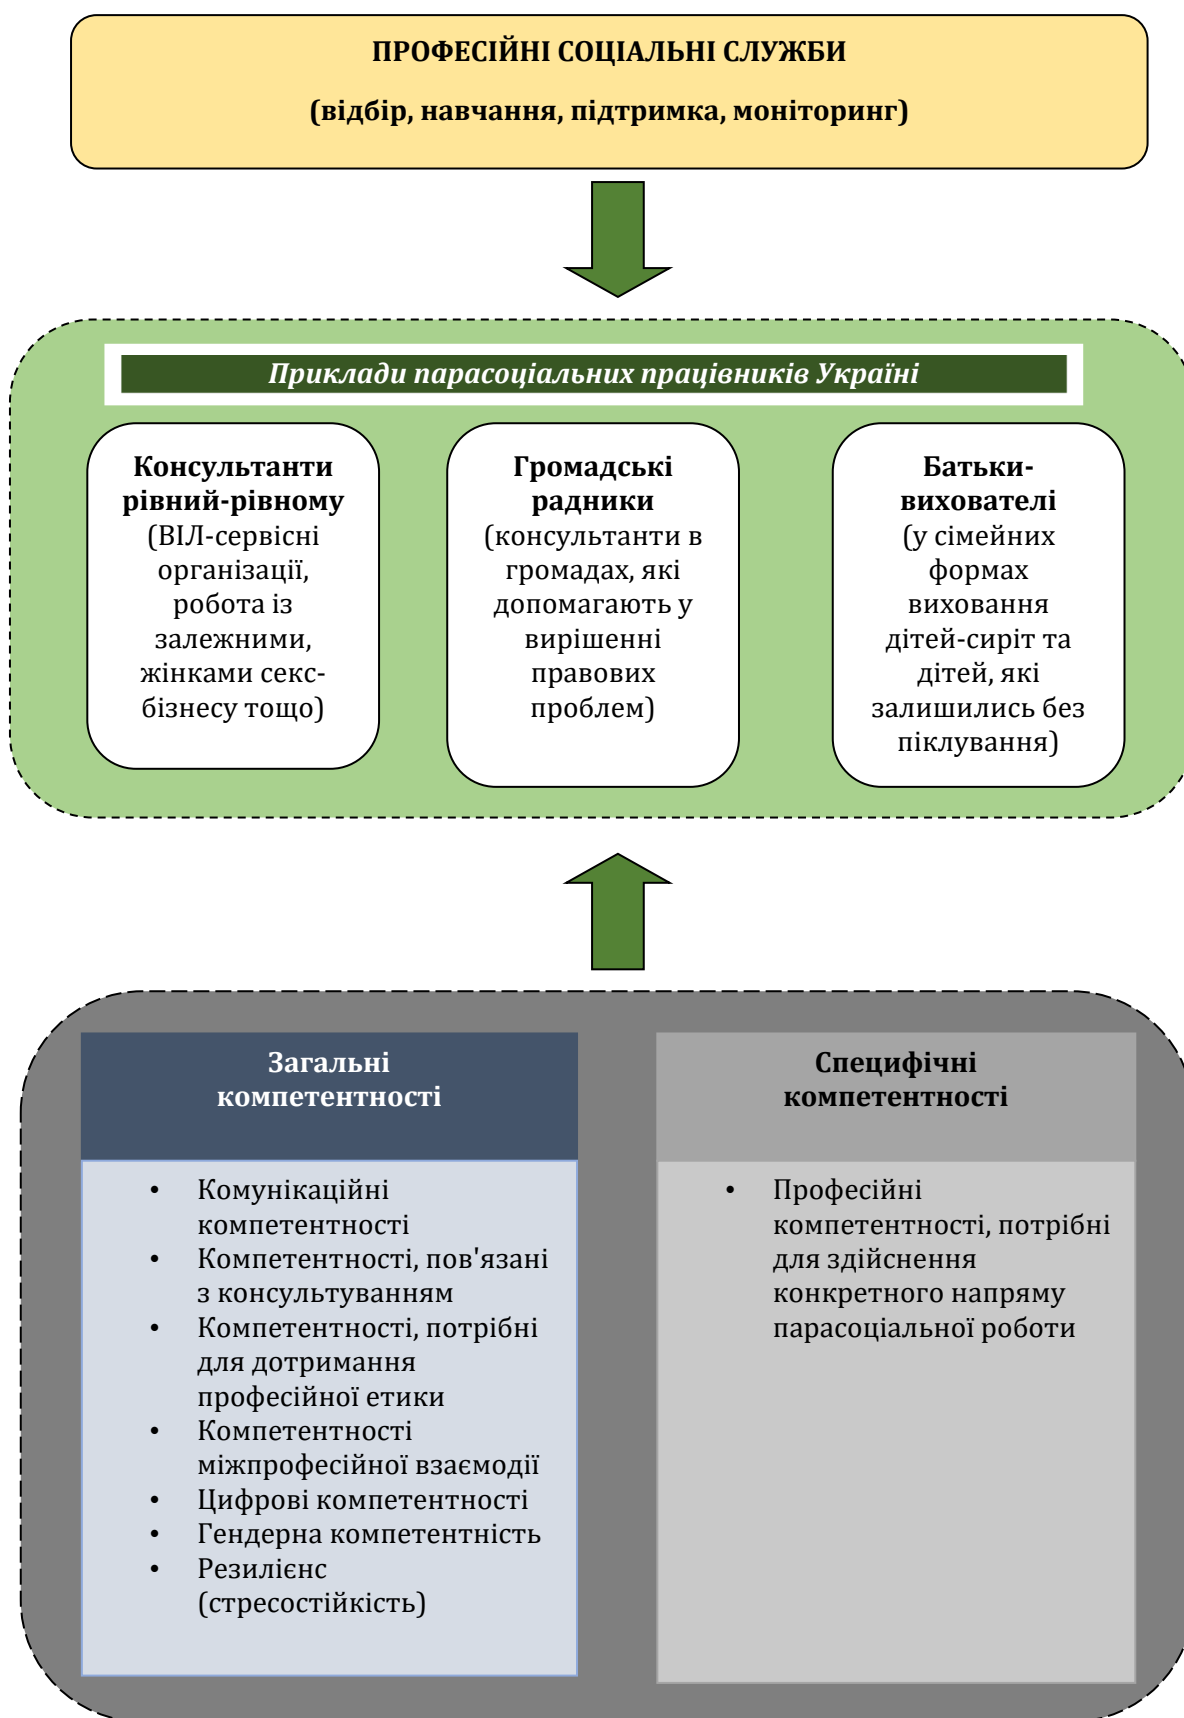 ПРОФЕСІЙНІ СОЦІАЛЬНІ СЛУЖБИ
(відбір, навчання, підтримка, моніторинг)
Приклади парасоціальних працівників Україні
Консультанти
рівний-рівному
(ВІЛ-сервісні
організації,
робота із
залежними,
жінками секс-
бізнесу тощо)
Громадські
радники
(консультанти в
громадах, які
допомагають у
вирішенні
правових
проблем)
Батьки-
вихователі
(у сімейних
формах
виховання
дітей-сиріт та
дітей, які
залишились без
піклування)
Загальні
компетентності
• Комунікаційні
компетентності
• Компетентності, пов'язані
з консультуванням
• Компетентності, потрібні
для дотримання
професійної етики
• Компетентності
міжпрофесійної взаємодії
• Цифрові компетентності
• Гендерна компетентність
• Резилієнс
(стресостійкість)
Специфічні
компетентності
• Професійні
компетентності, потрібні
для здійснення
конкретного напряму
парасоціальної роботи